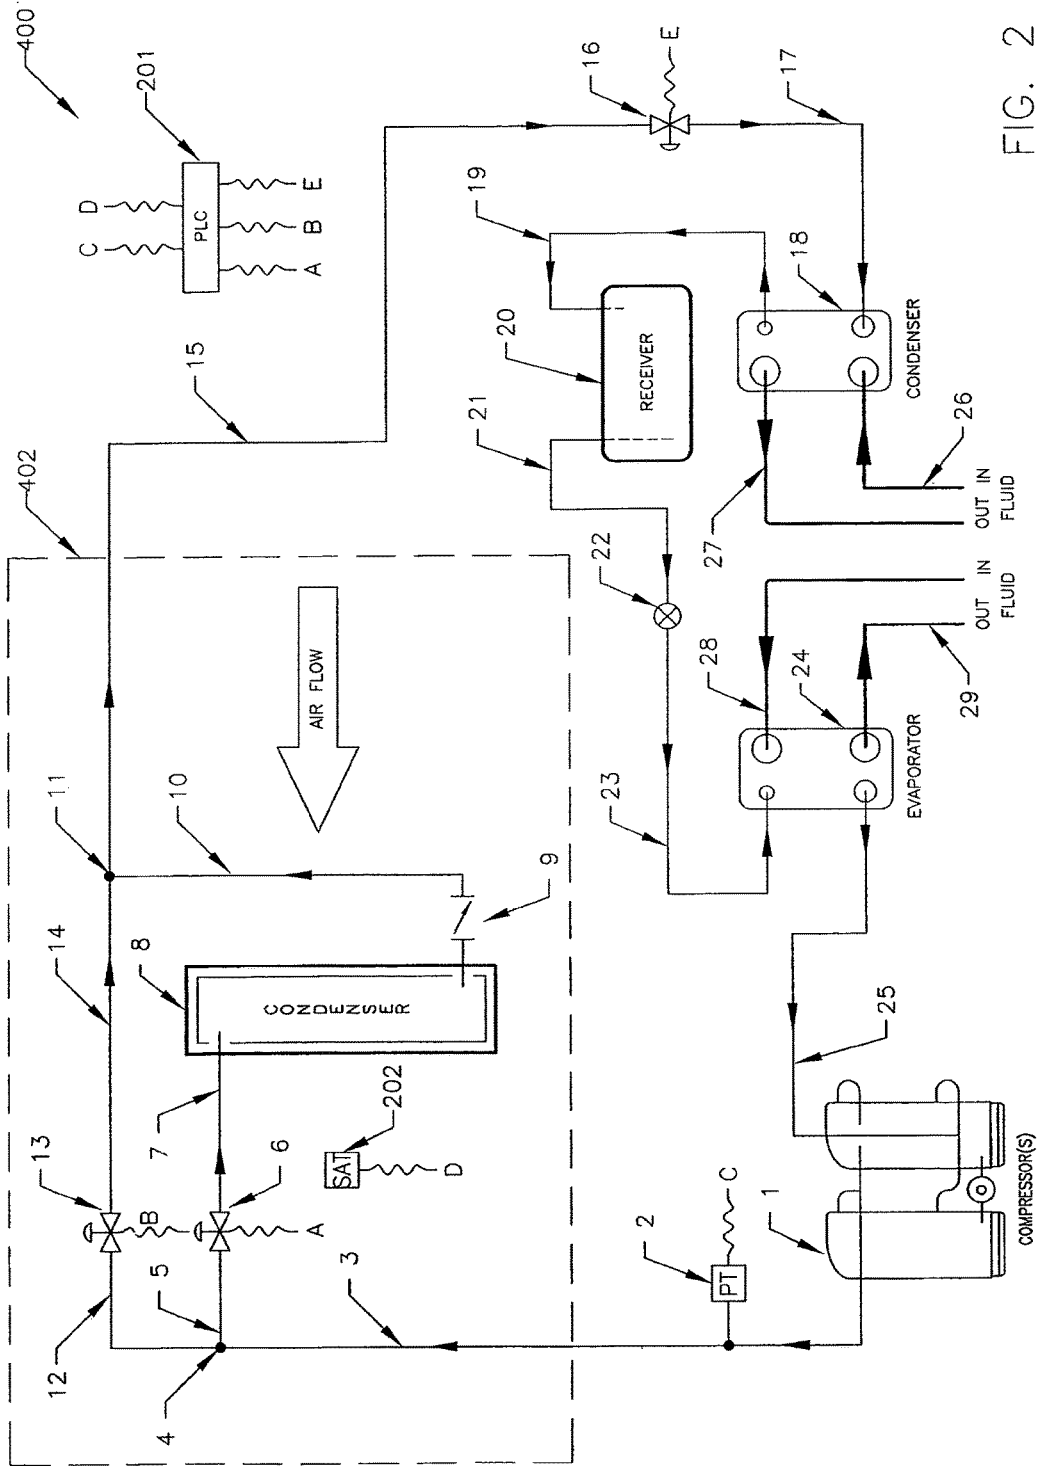 400
201
D
C
PLC
E
B
A
402
15
16
E
17
19
20
21
RECEIVER
18
CONDENSER
27
26
OUT IN
FLUID
22
AIR FLOW
11
10
9
23
28
24
29
OUT IN
FLUID
EVAPORATOR
14
8
CONDENSER
13
B
7
6
A
SAT
202
D
12
5
4
3
2
PT
C
1
25
COMPRESSOR(S)
FIG. 2